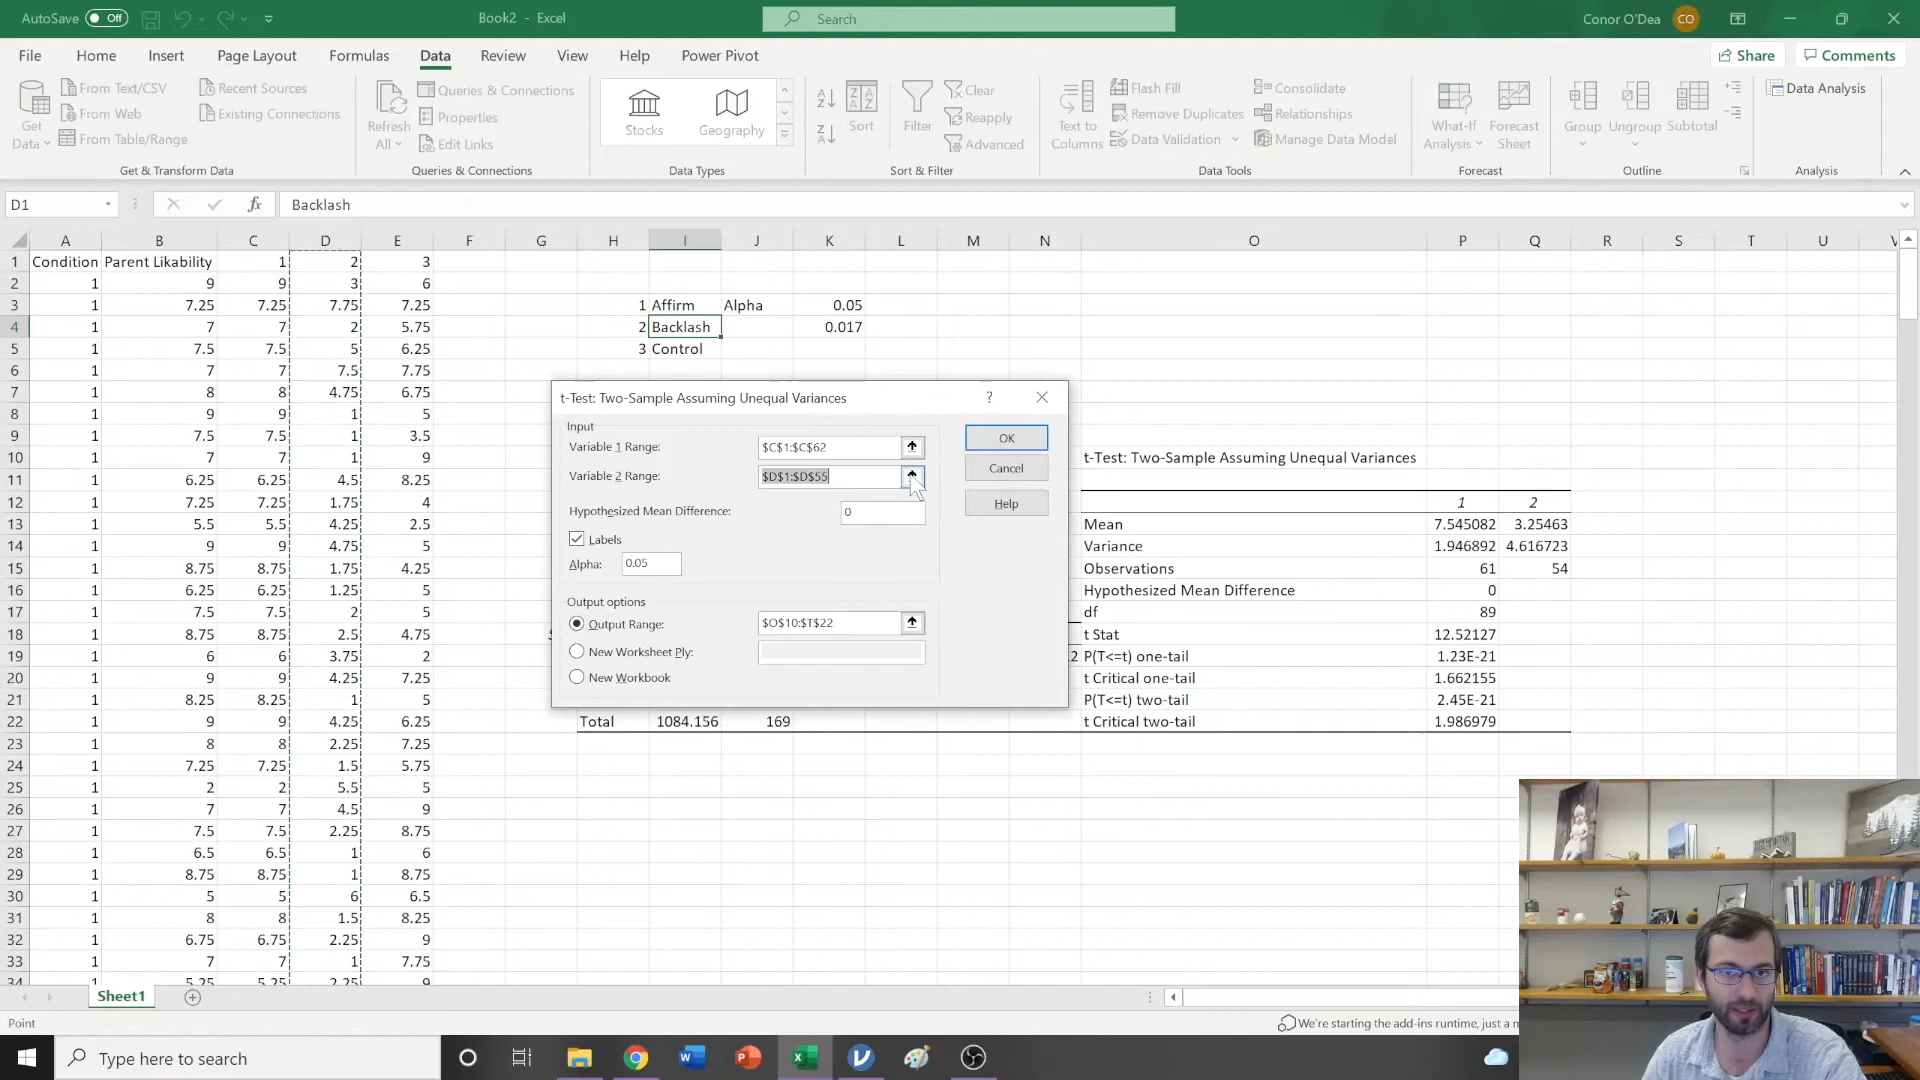 AutoSave Off Book2 - Excel Search Conor O'Dea CO
File Home Insert Page Layout Formulas Data Review View Help Power Pivot Share Comments
Get Data From Text/CSV From Web From Table/Range Recent Sources Existing Connections
Get & Transform Data
Refresh All Queries & Connections Properties Edit Links
Queries & Connections
Stocks Geography
Data Types
Sort Filter Clear Reapply Advanced
Sort & Filter
Text to Columns Flash Fill Remove Duplicates Data Validation Consolidate Relationships Manage Data Model
Data Tools
What-If Analysis Forecast Sheet
Forecast
Group Ungroup Subtotal
Outline
Data Analysis
Analysis
D1 fx Backlash
A B C D E F G H I J K L M N O P Q R S T U V
1 Condition Parent Likability 1 2 3
2 1 9 9 3 6
3 1 7.25 7.25 7.75 7.25 1 Affirm Alpha 0.05
4 1 7 7 2 5.75 2 Backlash 0.017
5 1 7.5 7.5 5 6.25 3 Control
6 1 7 7 7.5 7.75
7 1 8 8 4.75 6.75
8 1 9 9 1 5
9 1 7.5 7.5 1 3.5
10 1 7 7 1 9 t-Test: Two-Sample Assuming Unequal Variances
11 1 6.25 6.25 4.5 8.25
12 1 7.25 7.25 1.75 4 1 2
13 1 5.5 5.5 4.25 2.5 Mean 7.545082 3.25463
14 1 9 9 4.75 5 Variance 1.946892 4.616723
15 1 8.75 8.75 1.75 4.25 Observations 61 54
16 1 6.25 6.25 1.25 5 Hypothesized Mean Difference 0
17 1 7.5 7.5 2 5 df 89
18 1 8.75 8.75 2.5 4.75 t Stat 12.52127
19 1 6 6 3.75 2 2 P(T<=t) one-tail 1.23E-21
20 1 9 9 4.25 7.25 t Critical one-tail 1.662155
21 1 8.25 8.25 1 5 P(T<=t) two-tail 2.45E-21
22 1 9 9 4.25 6.25 Total 1084.156 169 t Critical two-tail 1.986979
23 1 8 8 2.25 7.25
24 1 7.25 7.25 1.5 5.75
25 1 2 2 5.5 5
26 1 7 7 4.5 9
27 1 7.5 7.5 2.25 8.75
28 1 6.5 6.5 1 6
29 1 8.75 8.75 1 8.75
30 1 5 5 6 6.5
31 1 8 8 1.5 8.25
32 1 6.75 6.75 2.25 9
33 1 7 7 1 7.75
34 1 5.25 5.25 2.25 9
t-Test: Two-Sample Assuming Unequal Variances ?
Input
Variable 1 Range: $C$1:$C$62 OK
Variable 2 Range: $D$1:$D$55 Cancel
Hypothesized Mean Difference: 0 Help
Labels
Alpha: 0.05
Output options
Output Range: $O$10:$T$22
New Worksheet Ply:
New Workbook
Sheet1
Point We're starting the add-ins runtime, just a
Type here to search